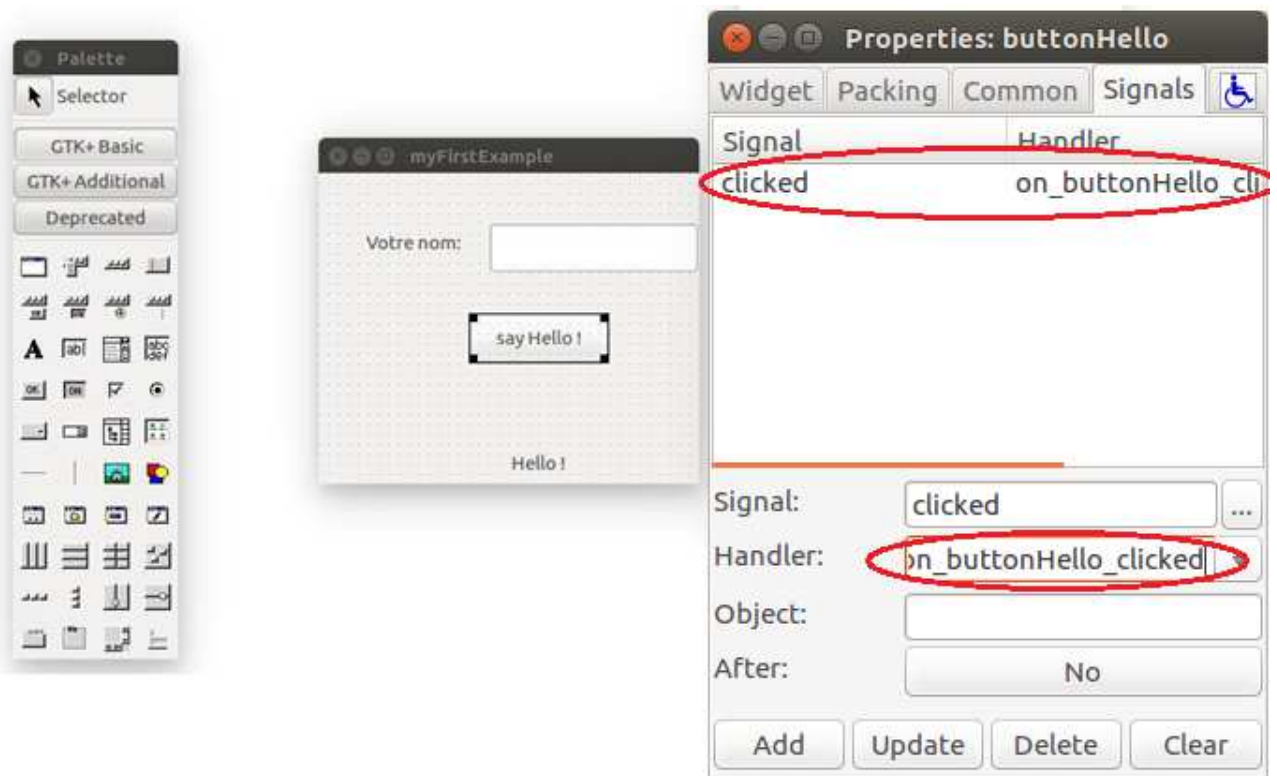 Palette
Selector
GTK+ Basic
GTK+ Additional
Deprecated
myFirstExample
Votre nom:
say Hello !
Hello !
Properties: buttonHello
Widget Packing Common Signals
Signal Handler
clicked on_buttonHello_cli
Signal: clicked ...
Handler: on_buttonHello_clicked
Object:
After: No
Add Update Delete Clear